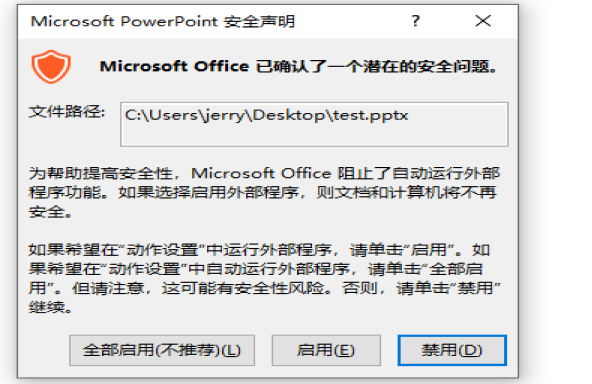 Microsoft PowerPoint 安全声明 ? ×
Microsoft Office 已确认了一个潜在的安全问题。
文件路径: C:\Users\jerry\Desktop\test.pptx
为帮助提高安全性，Microsoft Office 阻止了自动运行外部
程序功能。如果选择启用外部程序，则文档和计算机将不再
安全。
如果希望在“动作设置”中运行外部程序，请单击“启用”。如
果希望在“动作设置”中自动运行外部程序，请单击“全部启
用”。但请注意，这可能有安全性风险。否则，请单击“禁用”
继续。
全部启用(不推荐)(L) 启用(E) 禁用(D)